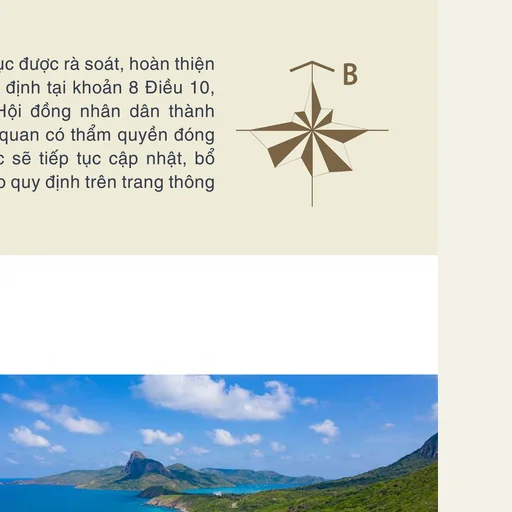 ục được rà soát, hoàn thiện
định tại khoản 8 Điều 10,
Hội đồng nhân dân thành
quan có thẩm quyền đóng
c sẽ tiếp tục cập nhật, bổ
o quy định trên trang thông
B